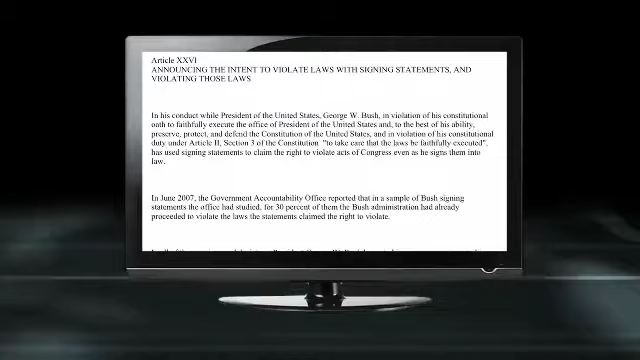 Article XXVI
ANNOUNCING THE INTENT TO VIOLATE LAWS WITH SIGNING STATEMENTS, AND
VIOLATING THOSE LAWS
In his conduct while President of the United States, George W. Bush, in violation of his constitutional
oath to faithfully execute the office of President of the United States and, to the best of his ability,
preserve, protect, and defend the Constitution of the United States, and in violation of his constitutional
duty under Article II, Section 3 of the Constitution "to take care that the laws be faithfully executed",
has used signing statements to claim the right to violate acts of Congress even as he signs them into
law.
In June 2007, the Government Accountability Office reported that in a sample of Bush signing
statements the office had studied, for 30 percent of them the Bush administration had already
proceeded to violate the laws the statements claimed the right to violate.